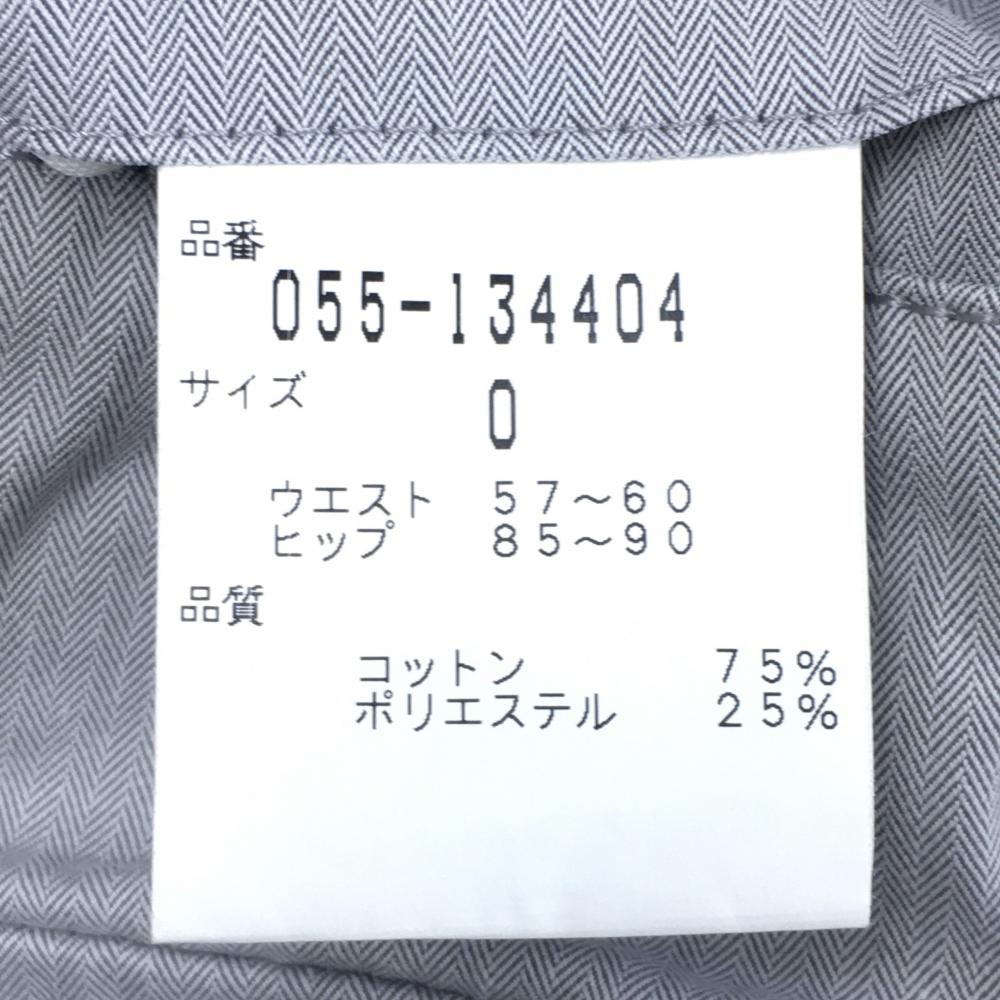 品番
055-134404
サイズ 0
ウエスト 57～60
ヒップ 85～90
品質
コットン 75%
ポリエステル 25%